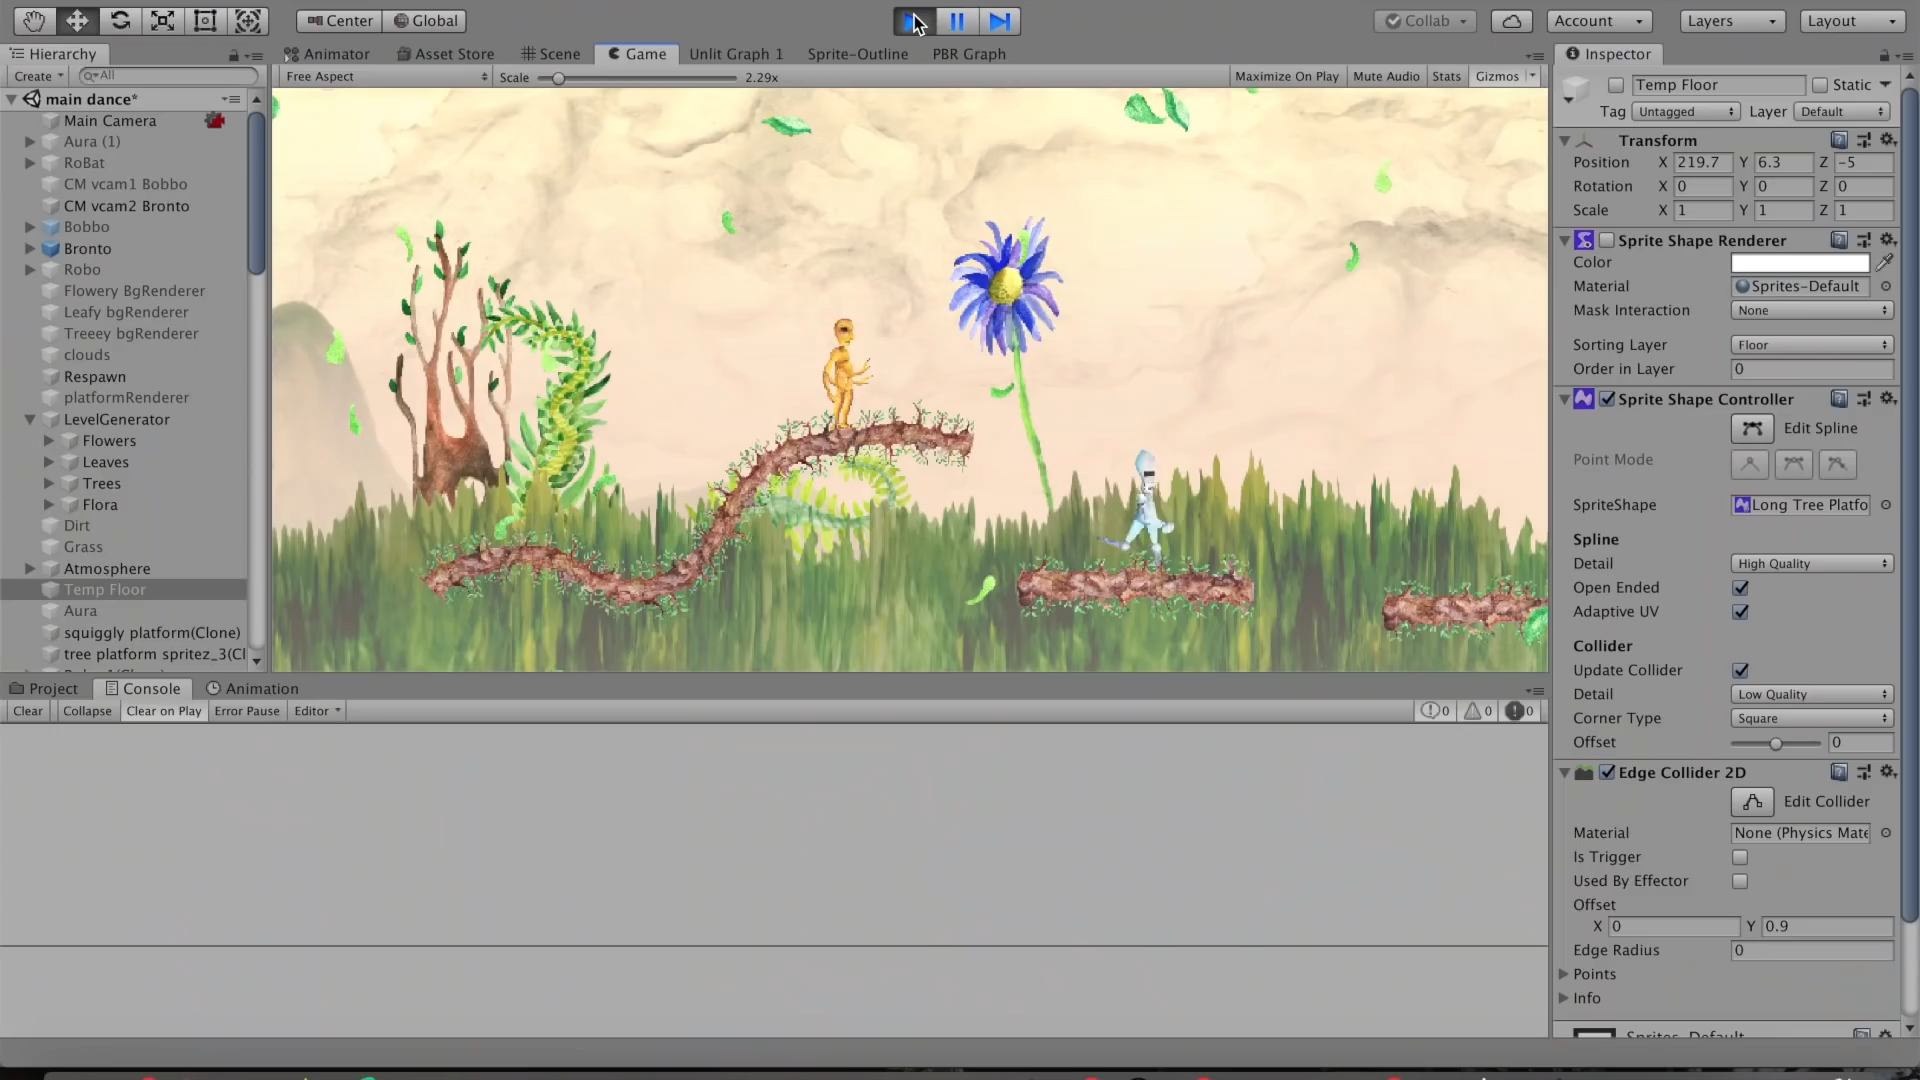 Center Global
Collab Account Layers Layout
Hierarchy
Create All
main dance*
Main Camera
Aura (1)
RoBat
CM vcam1 Bobbo
CM vcam2 Bronto
Bobbo
Bronto
Robo
Flowery BgRenderer
Leafy bgRenderer
Treeey bgRenderer
clouds
Respawn
platformRenderer
LevelGenerator
Flowers
Leaves
Trees
Flora
Dirt
Grass
Atmosphere
Temp Floor
Aura
squiggly platform(Clone)
tree platform spritez_3(Cl
Animator Asset Store Scene Game Unlit Graph 1 Sprite-Outline PBR Graph
Free Aspect Scale 2.29x Maximize On Play Mute Audio Stats Gizmos
Project Console Animation
Clear Collapse Clear on Play Error Pause Editor 0 0 0
Inspector
Temp Floor Static
Tag Untagged Layer Default
Transform
Position X 219.7 Y 6.3 Z -5
Rotation X 0 Y 0 Z 0
Scale X 1 Y 1 Z 1
Sprite Shape Renderer
Color
Material Sprites-Default
Mask Interaction None
Sorting Layer Floor
Order in Layer 0
Sprite Shape Controller
Edit Spline
Point Mode
SpriteShape Long Tree Platfo
Spline
Detail High Quality
Open Ended
Adaptive UV
Collider
Update Collider
Detail Low Quality
Corner Type Square
Offset 0
Edge Collider 2D
Edit Collider
Material None (Physics Mate
Is Trigger
Used By Effector
Offset
X 0 Y 0.9
Edge Radius 0
Points
Info
Sprites-Default